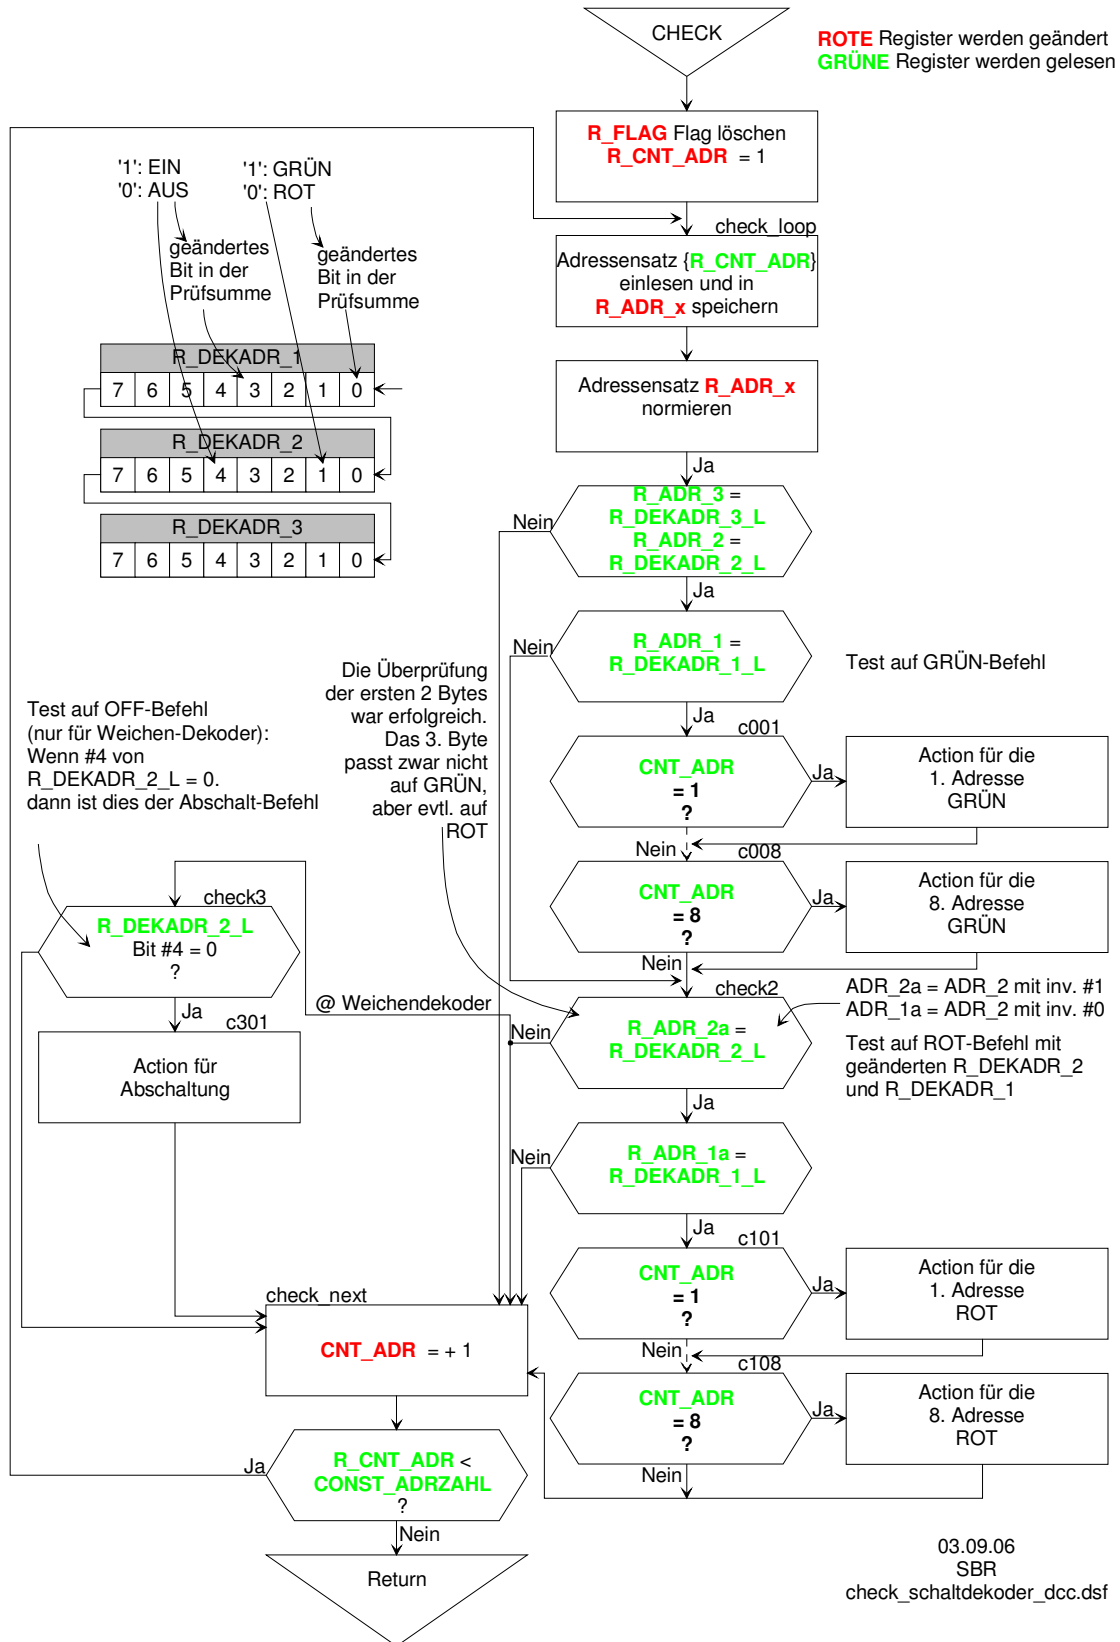 CHECK
ROTE Register werden geändert
GRÜNE Register werden gelesen
R_FLAG Flag löschen
R_CNT_ADR = 1
'1': EIN
'0': AUS
'1': GRÜN
'0': ROT
geändertes
Bit in der
Prüfsumme
geändertes
Bit in der
Prüfsumme
check_loop
Adressensatz {R_CNT_ADR}
einlesen und in
R_ADR_x speichern
R_DEKADR_1
7 6 5 4 3 2 1 0
Adressensatz R_ADR_x
normieren
R_DEKADR_2
7 6 5 4 3 2 1 0
Ja
R_DEKADR_3
7 6 5 4 3 2 1 0
Nein
R_ADR_3 =
R_DEKADR_3_L
R_ADR_2 =
R_DEKADR_2_L
Ja
Nein
R_ADR_1 =
R_DEKADR_1_L
Test auf GRÜN-Befehl
Die Überprüfung
der ersten 2 Bytes
war erfolgreich.
Das 3. Byte
passt zwar nicht
auf GRÜN,
aber evtl. auf
ROT
Test auf OFF-Befehl
(nur für Weichen-Dekoder):
Wenn #4 von
R_DEKADR_2_L = 0.
dann ist dies der Abschalt-Befehl
Ja
c001
CNT_ADR
= 1
?
Ja
Action für die
1. Adresse
GRÜN
Nein
c008
CNT_ADR
= 8
?
Ja
Action für die
8. Adresse
GRÜN
Nein
check3
R_DEKADR_2_L
Bit #4 = 0
?
Ja
c301
Action für
Abschaltung
@ Weichendekoder
check2
Nein
R_ADR_2a =
R_DEKADR_2_L
ADR_2a = ADR_2 mit inv. #1
ADR_1a = ADR_2 mit inv. #0
Test auf ROT-Befehl mit
geänderten R_DEKADR_2
und R_DEKADR_1
Ja
Nein
R_ADR_1a =
R_DEKADR_1_L
Ja
c101
CNT_ADR
= 1
?
Ja
Action für die
1. Adresse
ROT
Nein
c108
CNT_ADR
= 8
?
Ja
Action für die
8. Adresse
ROT
Nein
check_next
CNT_ADR = + 1
Ja
R_CNT_ADR <
CONST_ADRZAHL
?
Nein
Return
03.09.06
SBR
check_schaltdekoder_dcc.dsf